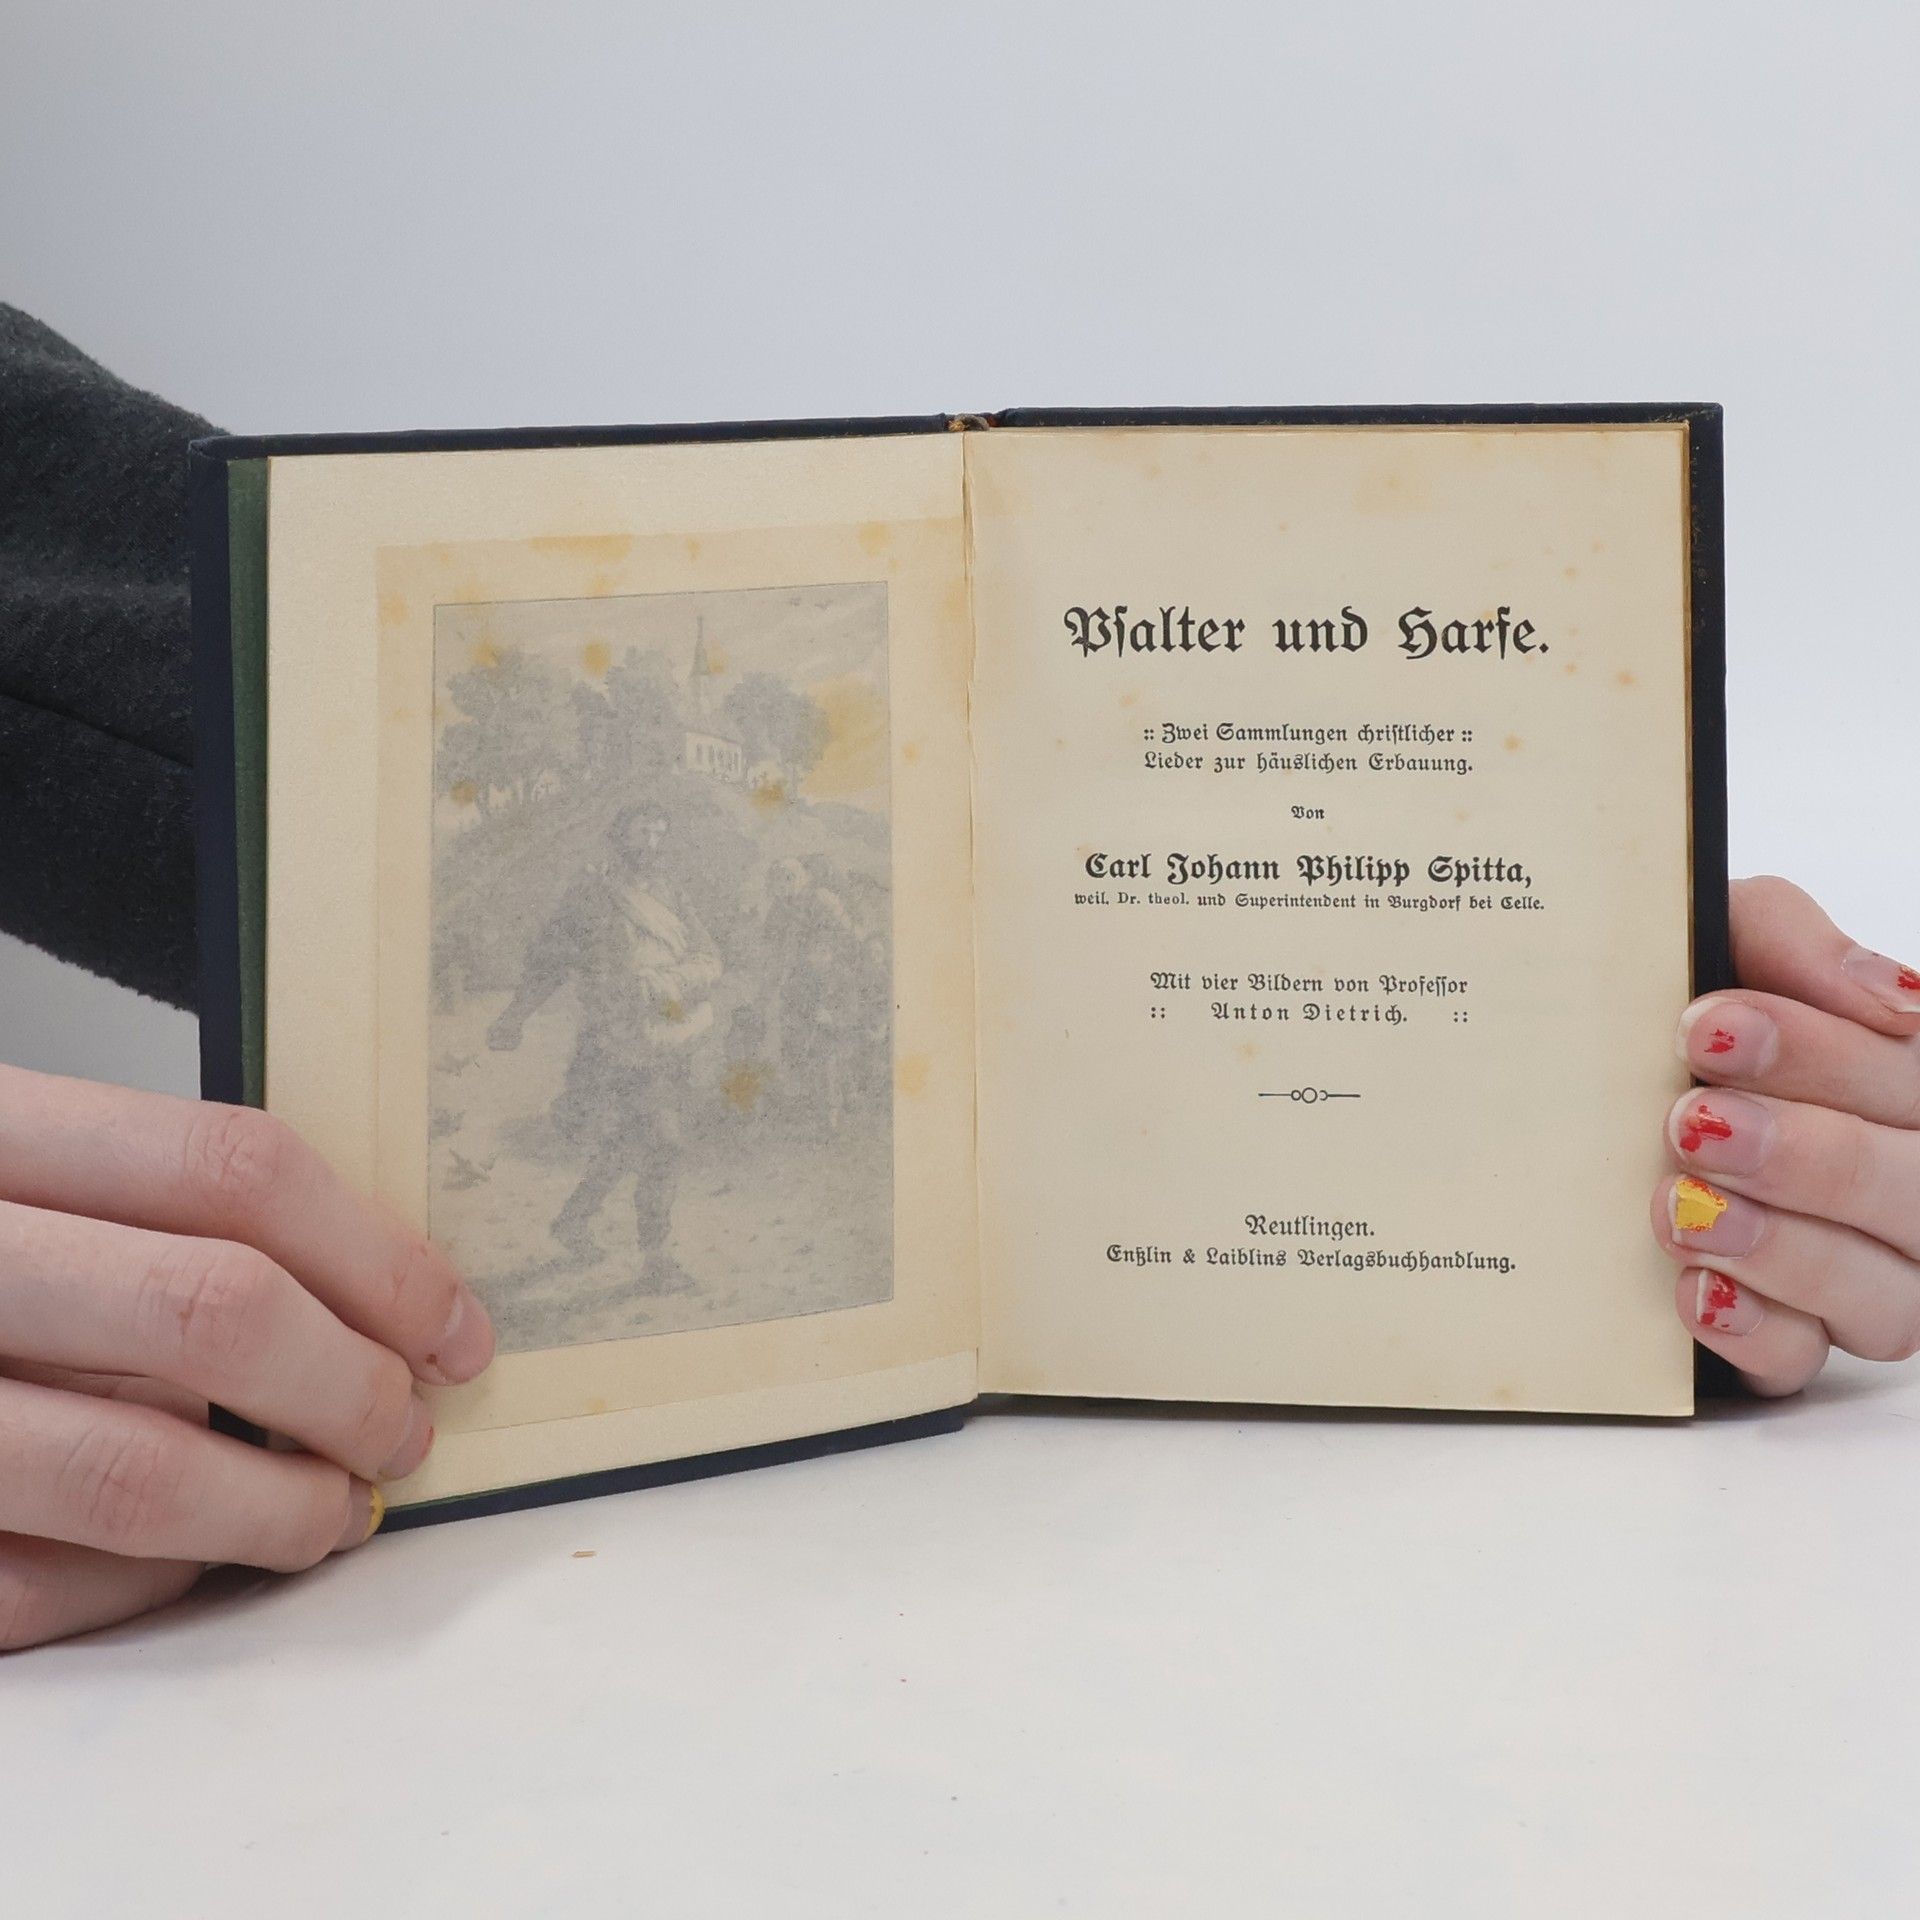 Psalter und Harfe.
:: Zwei Sammlungen christlicher ::
Lieder zur häuslichen Erbauung.
Von
Carl Johann Philipp Spitta,
weil. Dr. theol. und Superintendent in Burgdorf bei Celle.
Mit vier Bildern von Professor
:: Anton Dietrich. ::
Reutlingen.
Enßlin & Laiblins Verlagsbuchhandlung.